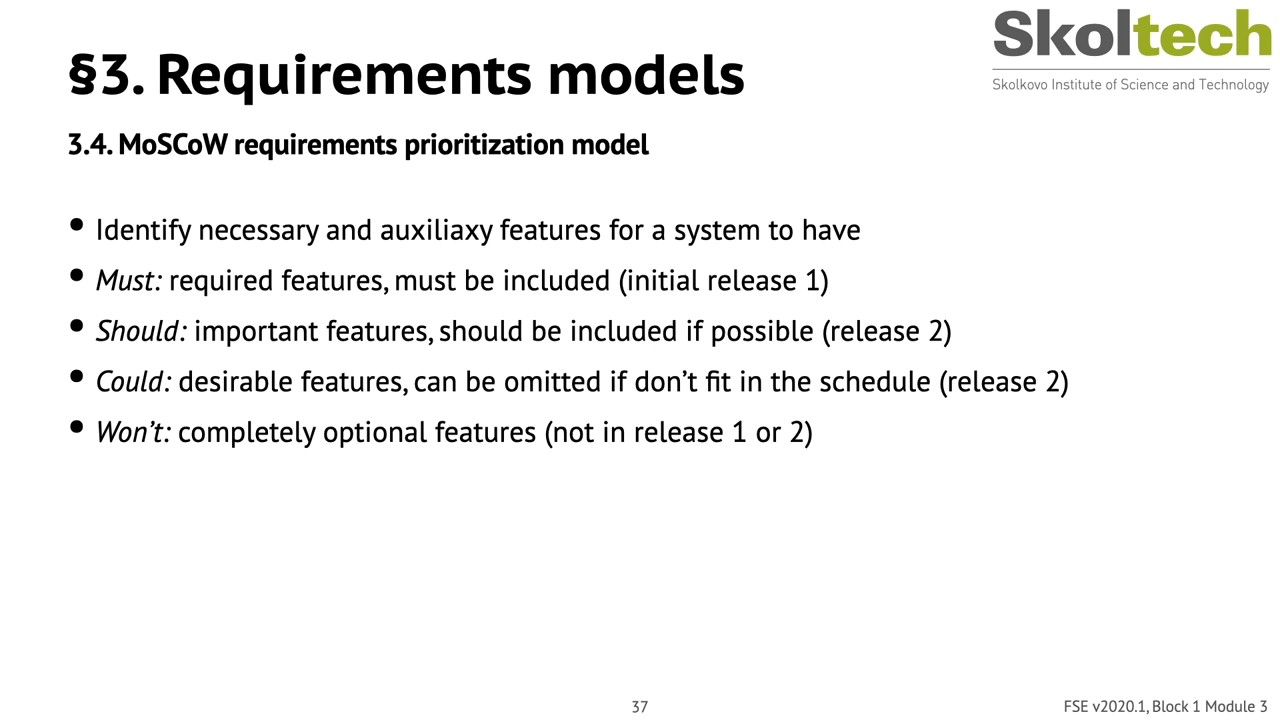 Skoltech
Skolkovo Institute of Science and Technology
§3. Requirements models
3.4. MoSCoW requirements prioritization model
• Identify necessary and auxiliaxy features for a system to have
• Must: required features, must be included (initial release 1)
• Should: important features, should be included if possible (release 2)
• Could: desirable features, can be omitted if don’t fit in the schedule (release 2)
• Won’t: completely optional features (not in release 1 or 2)
37
FSE v2020.1, Block 1 Module 3